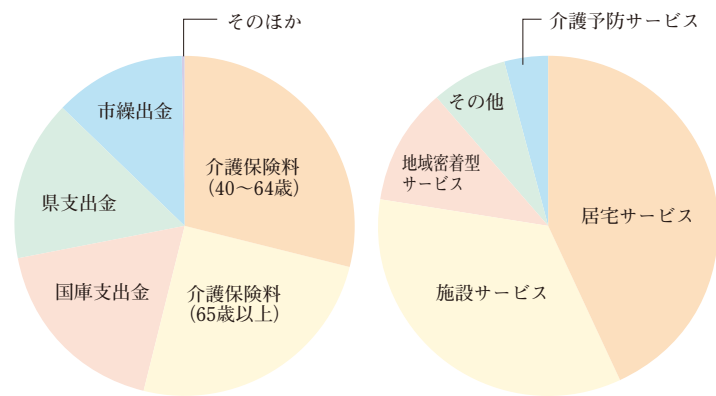 そのほか
市繰出金
介護保険料
(40～64歳)
県支出金
国庫支出金
介護保険料
(65歳以上)
介護予防サービス
その他
地域密着型
サービス
居宅サービス
施設サービス